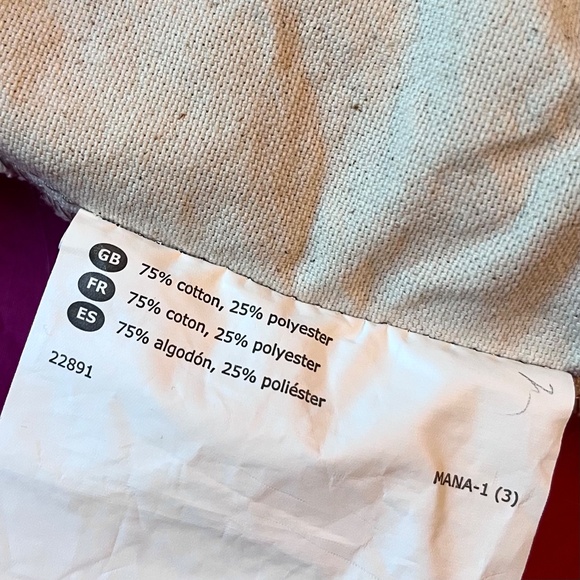 GB 75% cotton, 25% polyester
FR 75% coton, 25% polyester
ES 75% algodón, 25% poliéster
22891
MANA-1 (3)